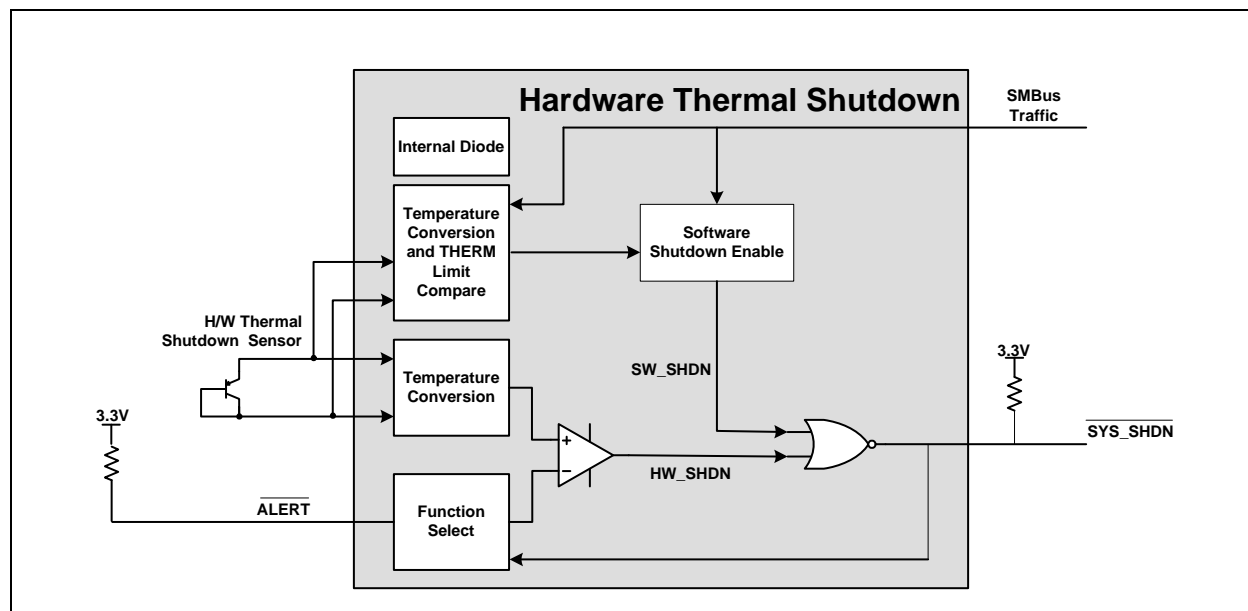 Hardware Thermal Shutdown
SMBus
Traffic
Internal Diode
Temperature
Conversion
and THERM
Limit
Compare
Software
Shutdown Enable
H/W Thermal
Shutdown Sensor
Temperature
Conversion
SW_SHDN
3.3V
3.3V
+
−
HW_SHDN
SYS_SHDN
ALERT
Function
Select